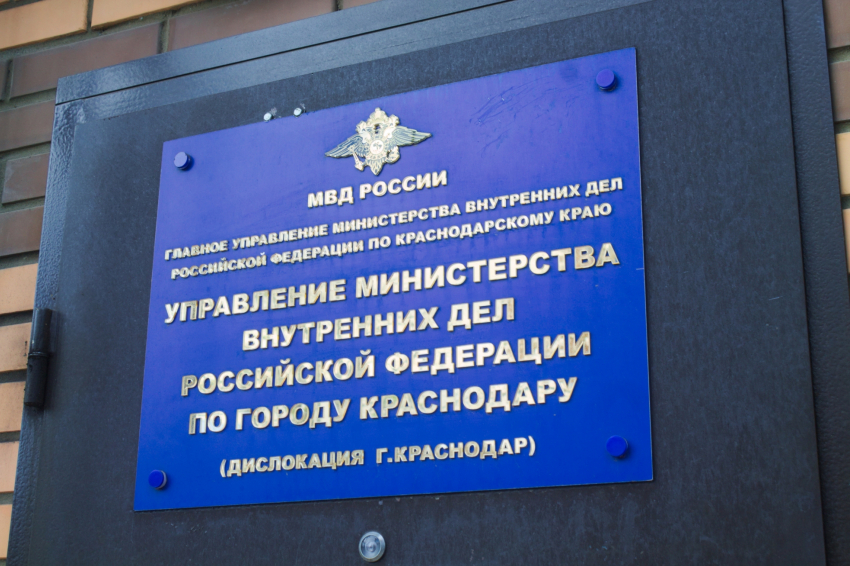 МВД РОССИИ
ГЛАВНОЕ УПРАВЛЕНИЕ МИНИСТЕРСТВА ВНУТРЕННИХ ДЕЛ
РОССИЙСКОЙ ФЕДЕРАЦИИ ПО КРАСНОДАРСКОМУ КРАЮ
УПРАВЛЕНИЕ МИНИСТЕРСТВА
ВНУТРЕННИХ ДЕЛ
РОССИЙСКОЙ ФЕДЕРАЦИИ
ПО ГОРОДУ КРАСНОДАРУ
(ДИСЛОКАЦИЯ Г.КРАСНОДАР)